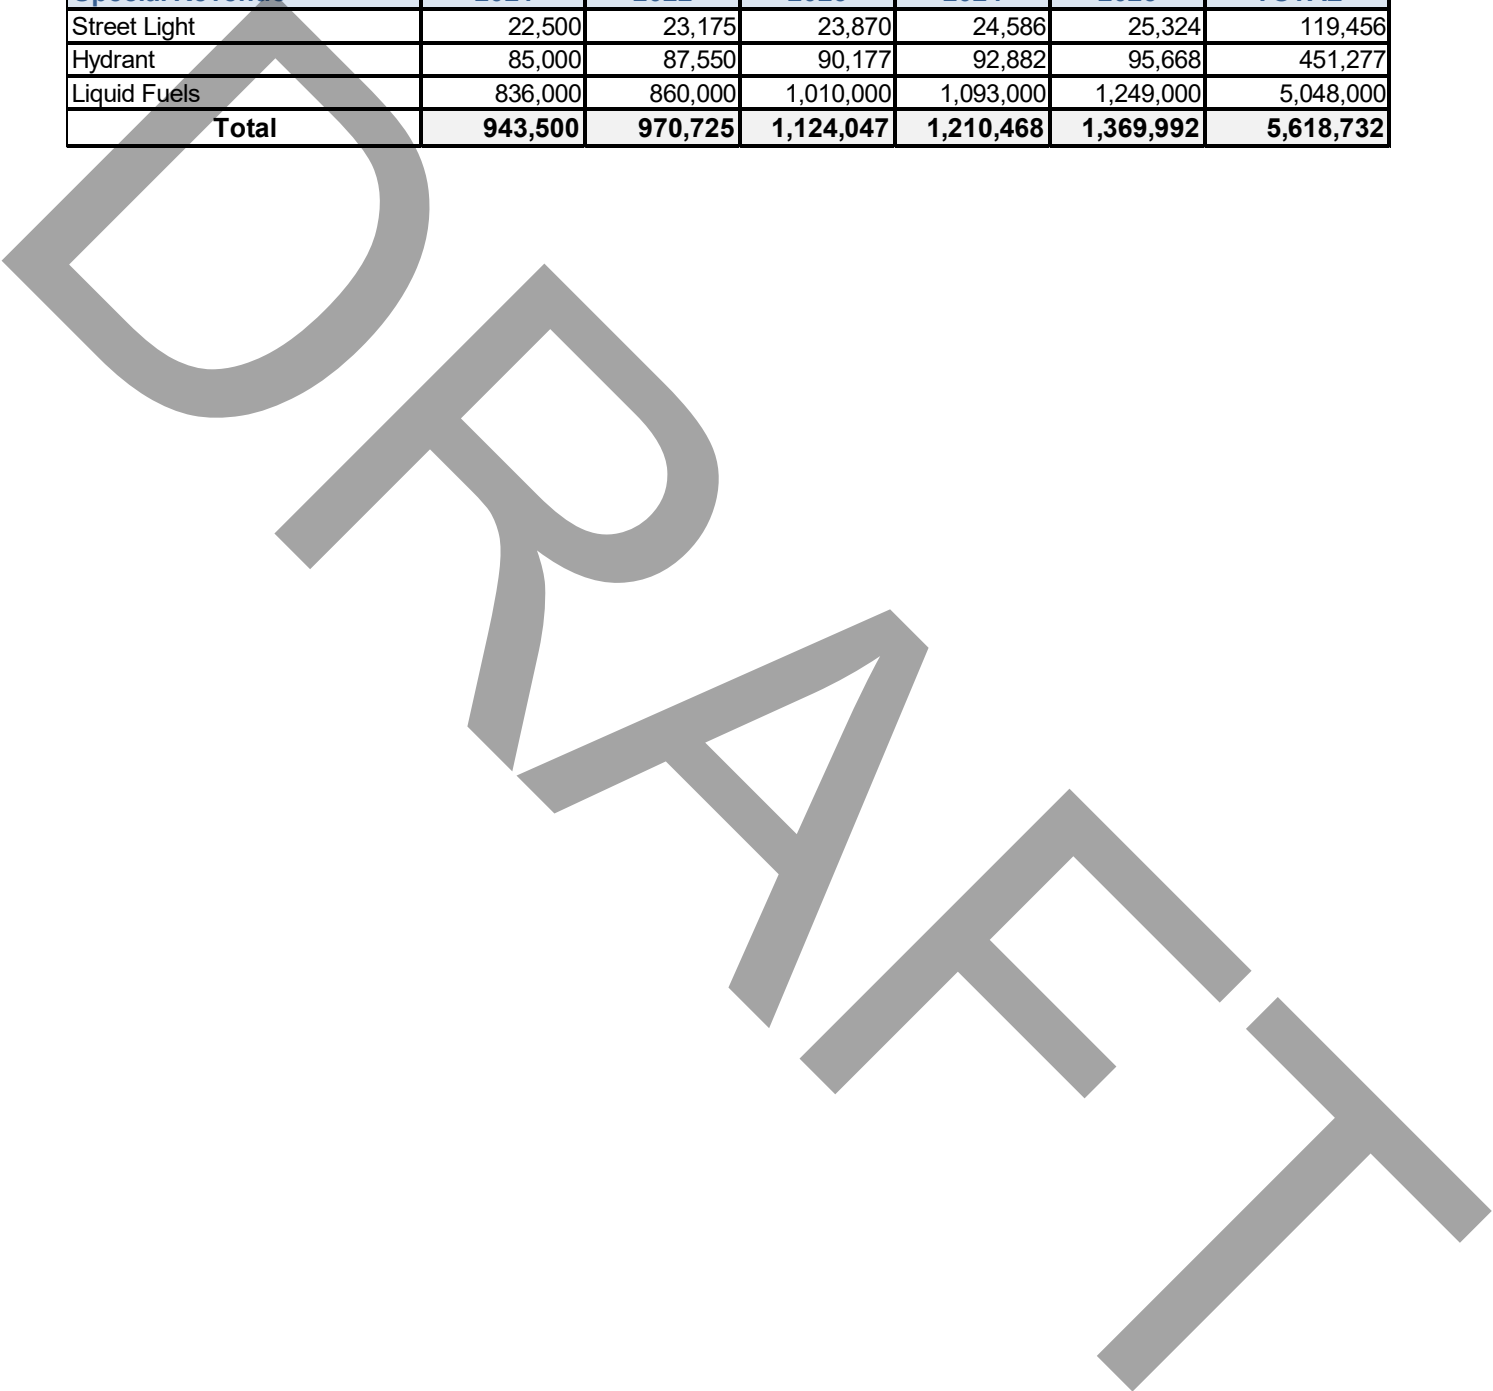 Street Light 22,500 23,175 23,870 24,586 25,324 119,456
Hydrant 85,000 87,550 90,177 92,882 95,668 451,277
Liquid Fuels 836,000 860,000 1,010,000 1,093,000 1,249,000 5,048,000
Total 943,500 970,725 1,124,047 1,210,468 1,369,992 5,618,732
DRAFT